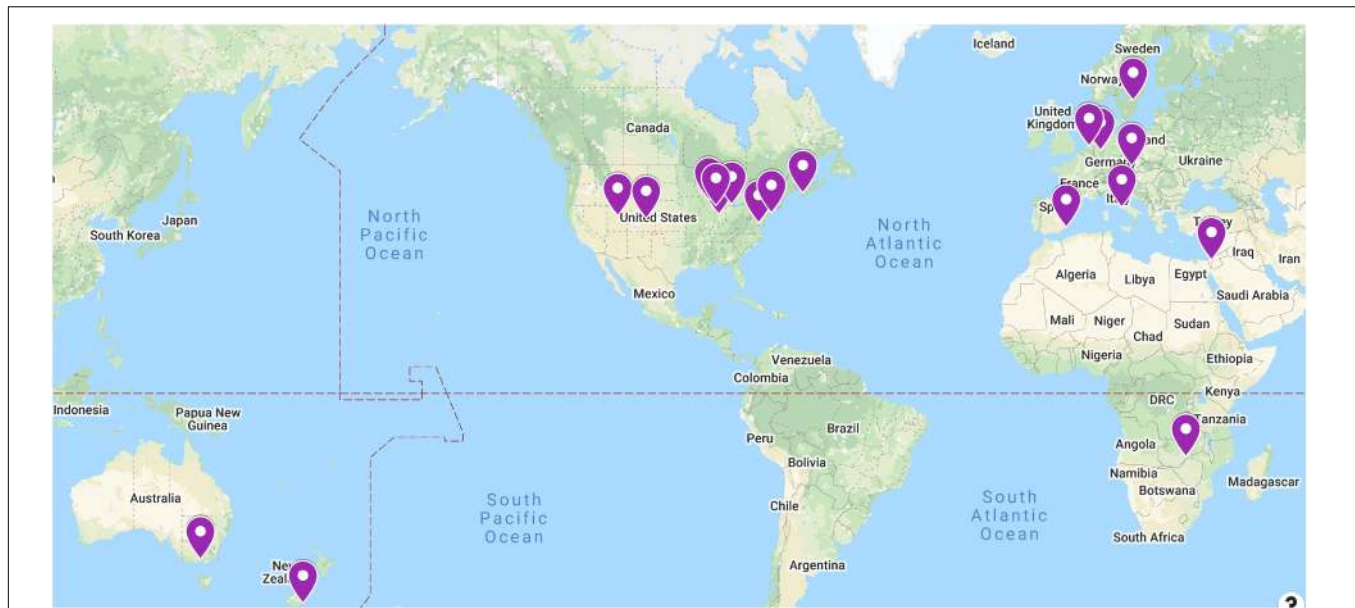 Iceland
Sweden
Norway
United
Kingdom
Canada
Ukraine
France
United States
Japan
South Korea
North
Pacific
Ocean
North
Atlantic
Ocean
Iraq
Iran
Algeria
Libya
Egypt
Saudi Arabia
Mexico
Mali
Niger
Chad
Sudan
Nigeria
Ethiopia
Venezuela
Colombia
Kenya
DRC
Indonesia
Papua New
Guinea
Tanzania
Brazil
Peru
Angola
Bolivia
Namibia
Botswana
Madagascar
Australia
Chile
South
Pacific
Ocean
South
Atlantic
Ocean
South Africa
Argentina
New
?